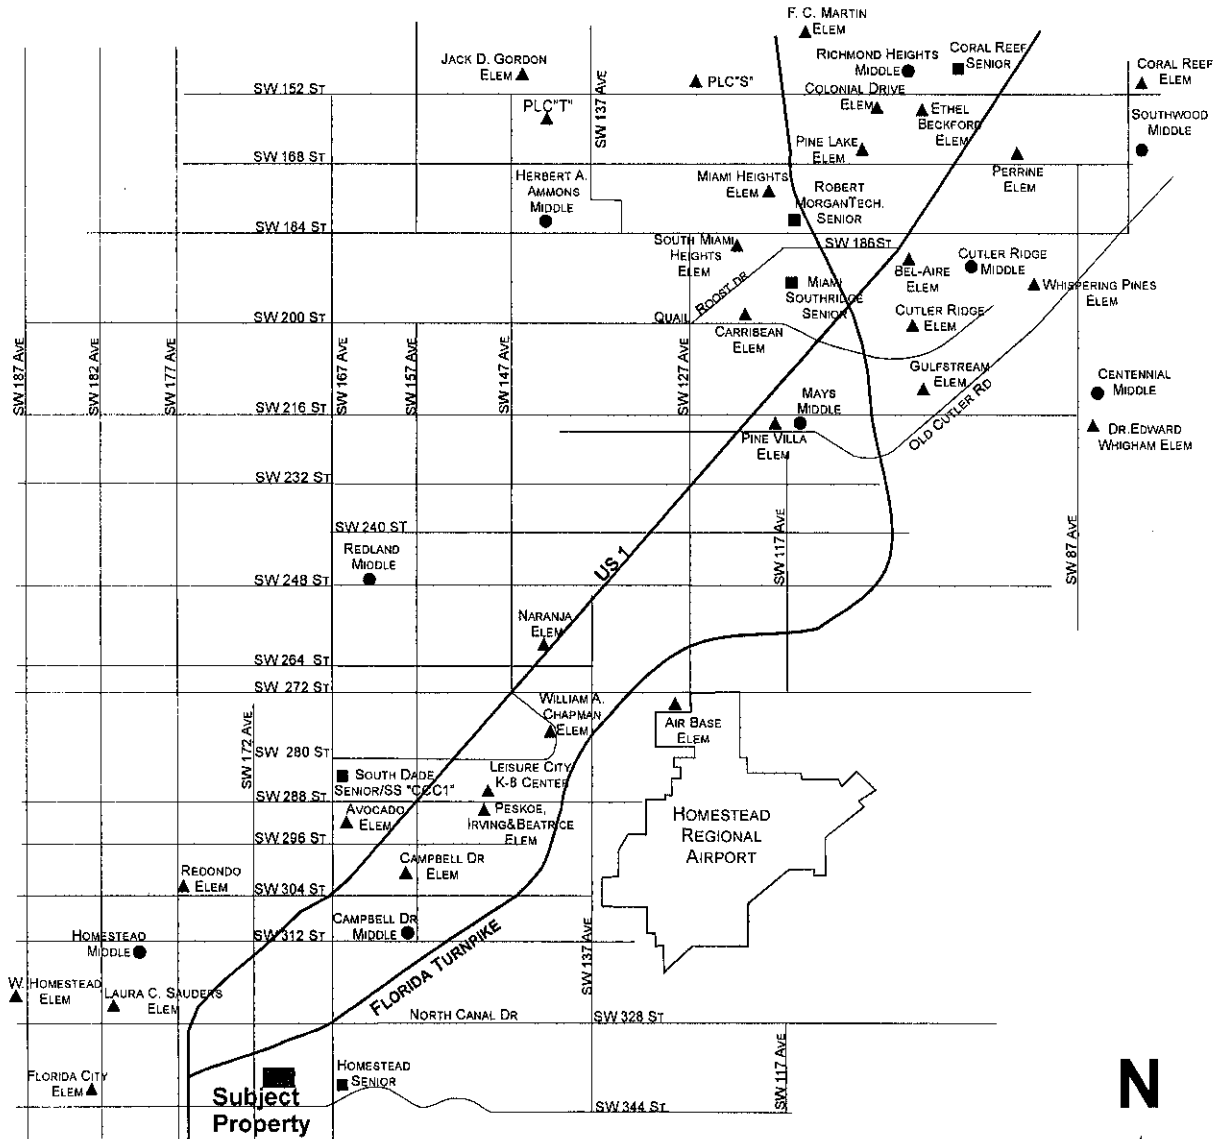 F. C. MARTIN
ELEM
JACK D. GORDON
ELEM
RICHMOND HEIGHTS
MIDDLE
CORAL REEF
SENIOR
CORAL REEF
ELEM
PLC"S"
SW 152 ST
COLONIAL DRIVE
ELEM
ETHEL
BECKFORD
ELEM
PLC"T"
SW 137 AVE
SOUTHWOOD
MIDDLE
PINE LAKE
ELEM
SW 168 ST
PERRINE
ELEM
HERBERT A.
AMMONS
MIDDLE
MIAMI HEIGHTS
ELEM
ROBERT
MORGANTECH.
SENIOR
SW 184 ST
SOUTH MIAMI
HEIGHTS
ELEM
SW 186 ST
BEL-AIRE
ELEM
CUTLER RIDGE
MIDDLE
WHISPERING PINES
ELEM
QUAIL ROOST DR
MIAMI
SOUTHRIDGE
SENIOR
SW 200 ST
CARRIBEAN
ELEM
CUTLER RIDGE
ELEM
SW 187 AVE
SW 182 AVE
SW 177 AVE
SW 167 AVE
SW 157 AVE
SW 147 AVE
SW 127 AVE
GULFSTREAM
ELEM
CENTENNIAL
MIDDLE
SW 216 ST
MAYS
MIDDLE
OLD CUTLER RD
PINE VILLA
ELEM
DR.EDWARD
WHIGHAM ELEM
SW 232 ST
SW 240 ST
SW 117 AVE
SW 87 AVE
REDLAND
MIDDLE
US 1
SW 248 ST
NARANJA
ELEM
SW 264 ST
SW 272 ST
WILLIAM A.
CHAPMAN
ELEM
AIR BASE
ELEM
SW 172 AVE
SW 280 ST
SOUTH DADE
SENIOR/SS "CCC1"
LEISURE CITY
K-8 CENTER
SW 288 ST
AVOCADO
ELEM
PESKOE,
IRVING&BEATRICE
ELEM
HOMESTEAD
REGIONAL
AIRPORT
SW 296 ST
CAMPBELL DR
ELEM
REDONDO
ELEM
SW 304 ST
CAMPBELL DR
MIDDLE
SW 312 ST
HOMESTEAD
MIDDLE
SW 137 AVE
FLORIDA TURNPIKE
W. HOMESTEAD
ELEM
LAURA C. SAUDERS
ELEM
NORTH CANAL DR
SW 328 ST
FLORIDA CITY
ELEM
HOMESTEAD
SENIOR
SW 117 AVE
Subject
Property
SW 344 ST
N